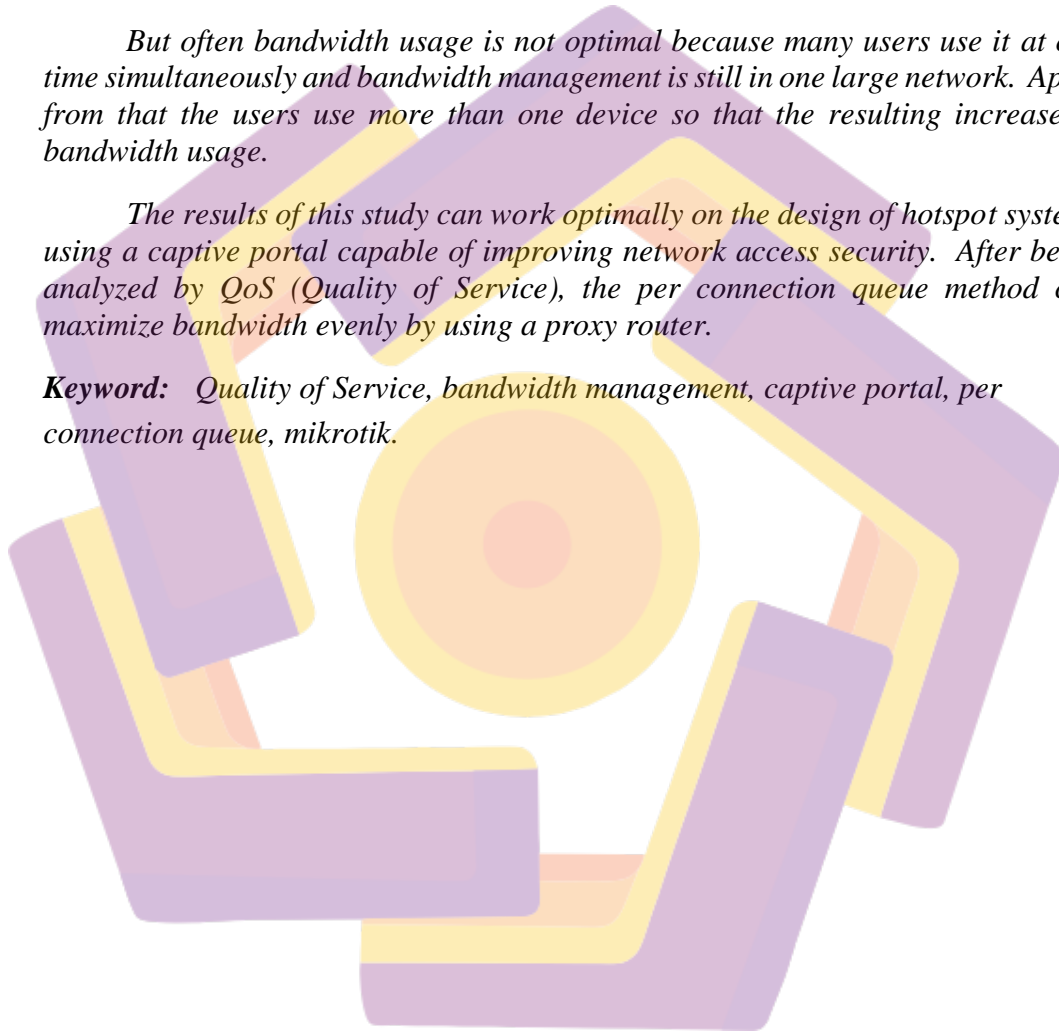 But often bandwidth usage is not optimal because many users use it at
time simultaneously and bandwidth management is still in one large network. Ap
from that the users use more than one device so that the resulting increase
bandwidth usage.
The results of this study can work optimally on the design of hotspot syste
using a captive portal capable of improving network access security. After be
analyzed by QoS (Quality of Service), the per connection queue method
maximize bandwidth evenly by using a proxy router.
Keyword: Quality of Service, bandwidth management, captive portal, per
connection queue, mikrotik.